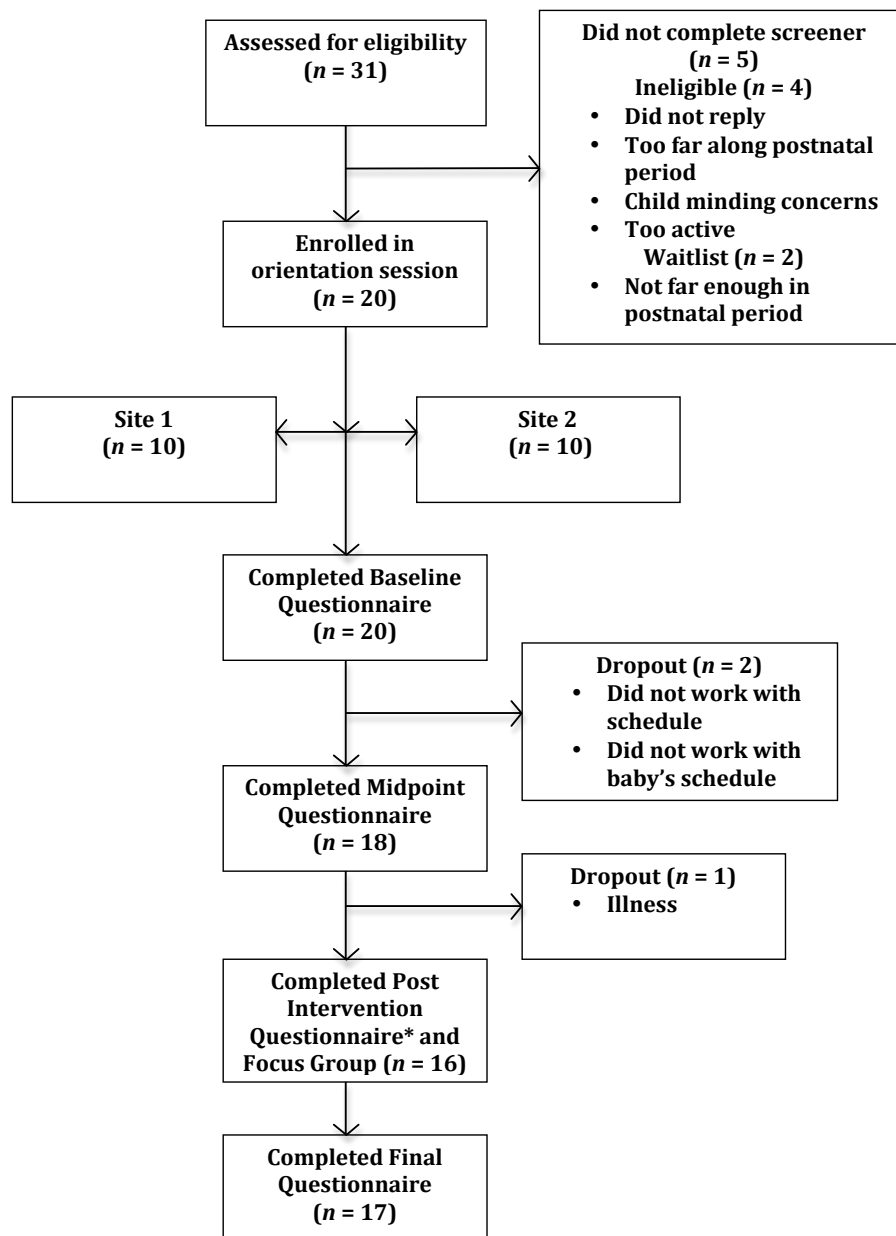 Assessed for eligibility
(n = 31)
Did not complete screener
(n = 5)
Ineligible (n = 4)
• Did not reply
• Too far along postnatal
period
• Child minding concerns
• Too active
Waitlist (n = 2)
• Not far enough in
postnatal period
Enrolled in
orientation session
(n = 20)
Site 1
(n = 10)
Site 2
(n = 10)
Completed Baseline
Questionnaire
(n = 20)
Dropout (n = 2)
• Did not work with
schedule
• Did not work with
baby’s schedule
Completed Midpoint
Questionnaire
(n = 18)
Dropout (n = 1)
• Illness
Completed Post
Intervention
Questionnaire* and
Focus Group (n = 16)
Completed Final
Questionnaire
(n = 17)